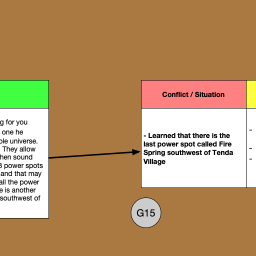 g for you
one he
ole universe.
They allow
hen sound
3 power spots
and that may
all the power
e is another
southwest of
Conflict / Situation
- Learned that there is the
last power spot called Fire
Spring southwest of Tenda
Village
-
-
-
G15